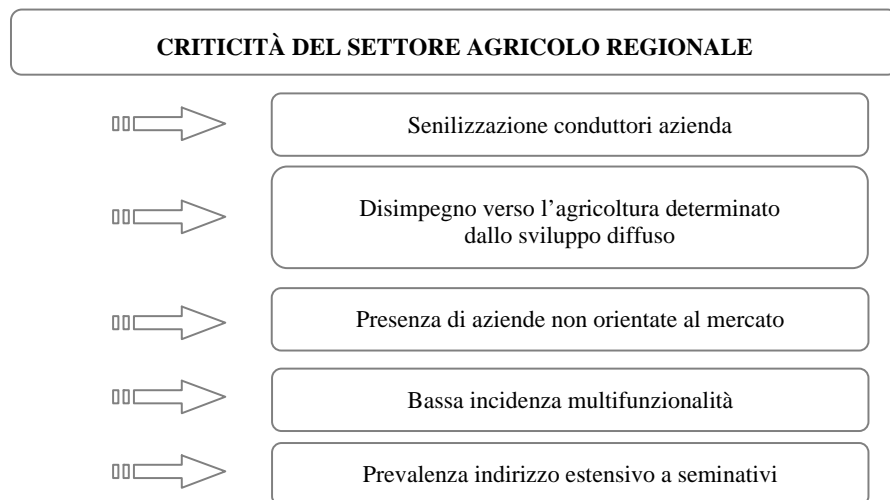 CRITICITÀ DEL SETTORE AGRICOLO REGIONALE
Senilizzazione conduttori azienda
Disimpegno verso l’agricoltura determinato
dallo sviluppo diffuso
Presenza di aziende non orientate al mercato
Bassa incidenza multifunzionalità
Prevalenza indirizzo estensivo a seminativi